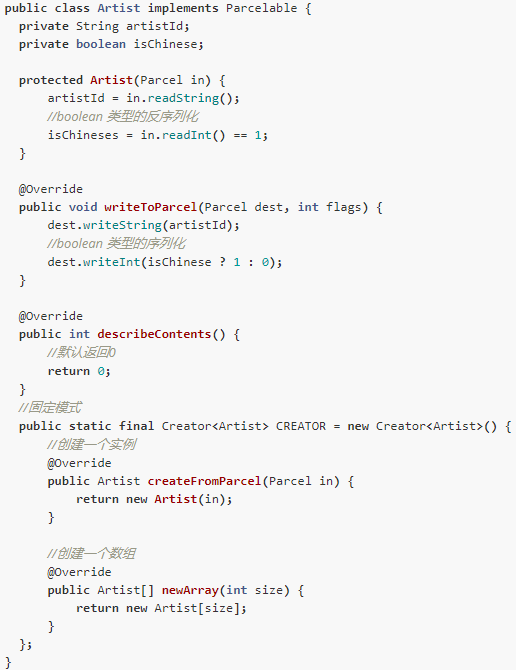 public class Artist implements Parcelable {
  private String artistId;
  private boolean isChinese;

  protected Artist(Parcel in) {
      artistId = in.readString();
      //boolean 类型的反序列化
      isChineses = in.readInt() == 1;
  }

  @Override
  public void writeToParcel(Parcel dest, int flags) {
      dest.writeString(artistId);
      //boolean 类型的序列化
      dest.writeInt(isChinese ? 1 : 0);
  }

  @Override
  public int describeContents() {
      //默认返回0
      return 0;
  }
  //固定模式
  public static final Creator<Artist> CREATOR = new Creator<Artist>() {
      //创建一个实例
      @Override
      public Artist createFromParcel(Parcel in) {
          return new Artist(in);
      }

      //创建一个数组
      @Override
      public Artist[] newArray(int size) {
          return new Artist[size];
      }
  };
}